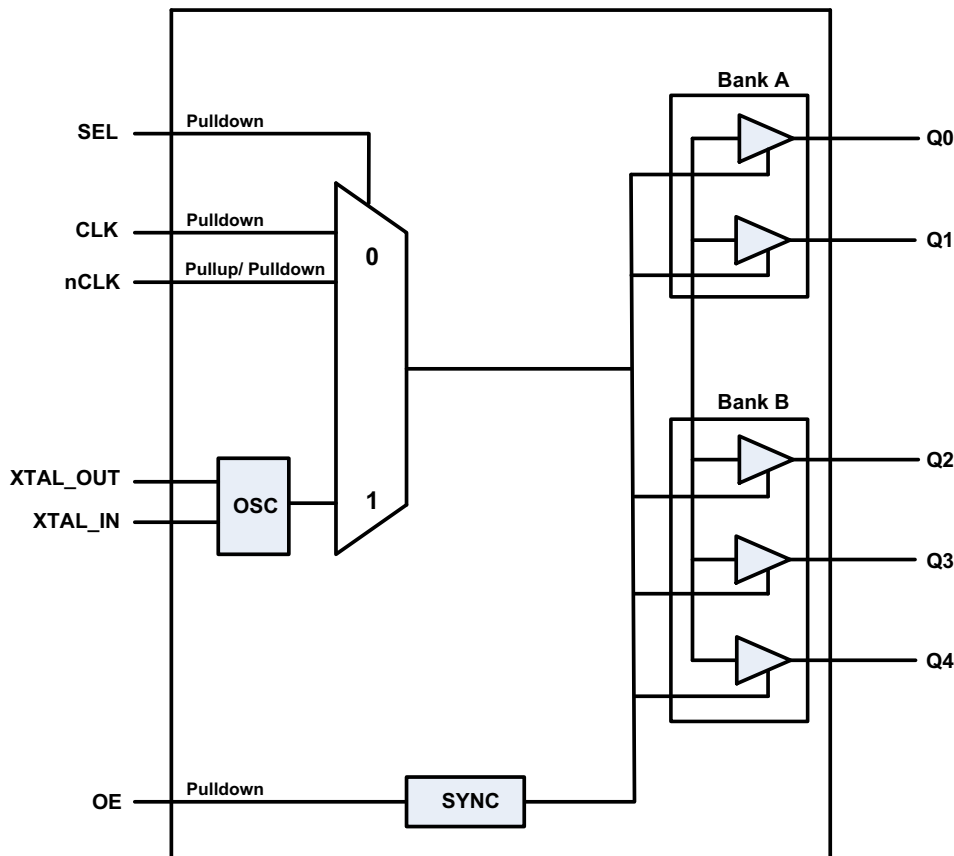 Bank A
SEL
Pulldown
Q0
CLK
Pulldown
0
Q1
nCLK
Pullup/ Pulldown
Bank B
XTAL_OUT
Q2
OSC
1
XTAL_IN
Q3
Q4
OE
Pulldown
SYNC